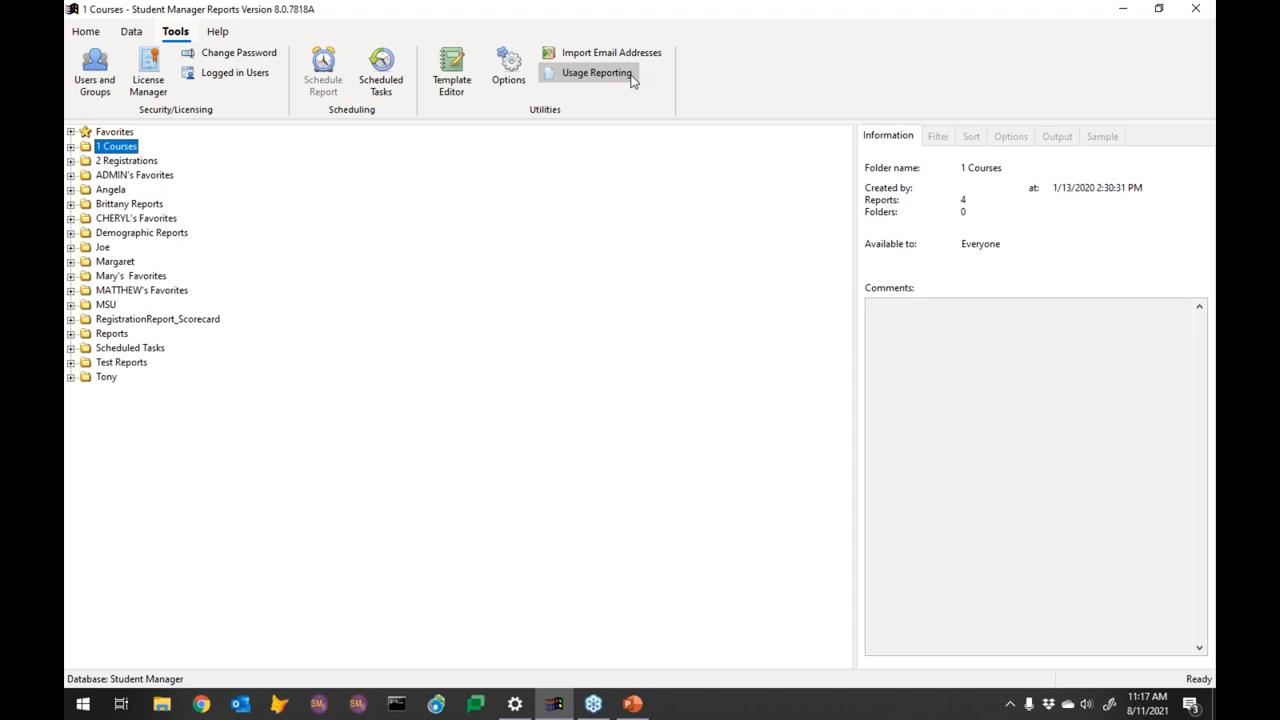 1 Courses - Student Manager Reports Version 8.0.7818A
Home Data Tools Help
Users and Groups
License Manager
Change Password
Logged in Users
Security/Licensing
Schedule Report
Scheduled Tasks
Scheduling
Template Editor
Options
Import Email Addresses
Usage Reporting
Utilities
Favorites
1 Courses
2 Registrations
ADMIN's Favorites
Angela
Brittany Reports
CHERYL's Favorites
Demographic Reports
Joe
Margaret
Mary's Favorites
MATTHEW's Favorites
MSU
RegistrationReport_Scorecard
Reports
Scheduled Tasks
Test Reports
Tony
Information Filter Sort Options Output Sample
Folder name: 1 Courses
Created by: at: 1/13/2020 2:30:31 PM
Reports: 4
Folders: 0
Available to: Everyone
Comments:
Database: Student Manager
Ready
SM SM
11:17 AM
8/11/2021
3